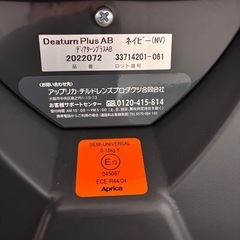 Deaturn Plus AB ネイビー(NV)
ディアターンプラスAB
品番 2022072 33714201-061
ロット番号
アップリカ・チルドレンズプロダクツ合同会社
お客様サポートセンター 0120-415-814
SEMI-UNIVERSAL
0-18kg Y
E13
045087
ECE R44/04
Aprica